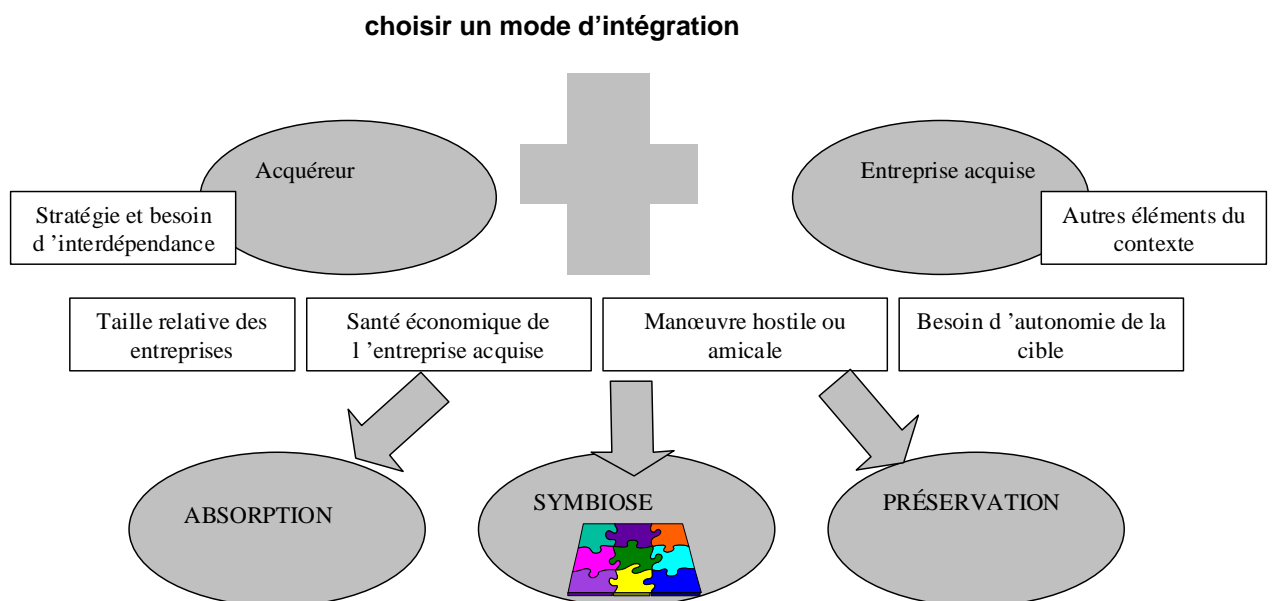 choisir un mode d’intégration
Acquéreur
Entreprise acquise
Stratégie et besoin
d ’interdépendance
Autres éléments du
contexte
Taille relative des
entreprises
Santé économique de
l ’entreprise acquise
Manœuvre hostile ou
amicale
Besoin d ’autonomie de la
cible
ABSORPTION
SYMBIOSE
PRÉSERVATION